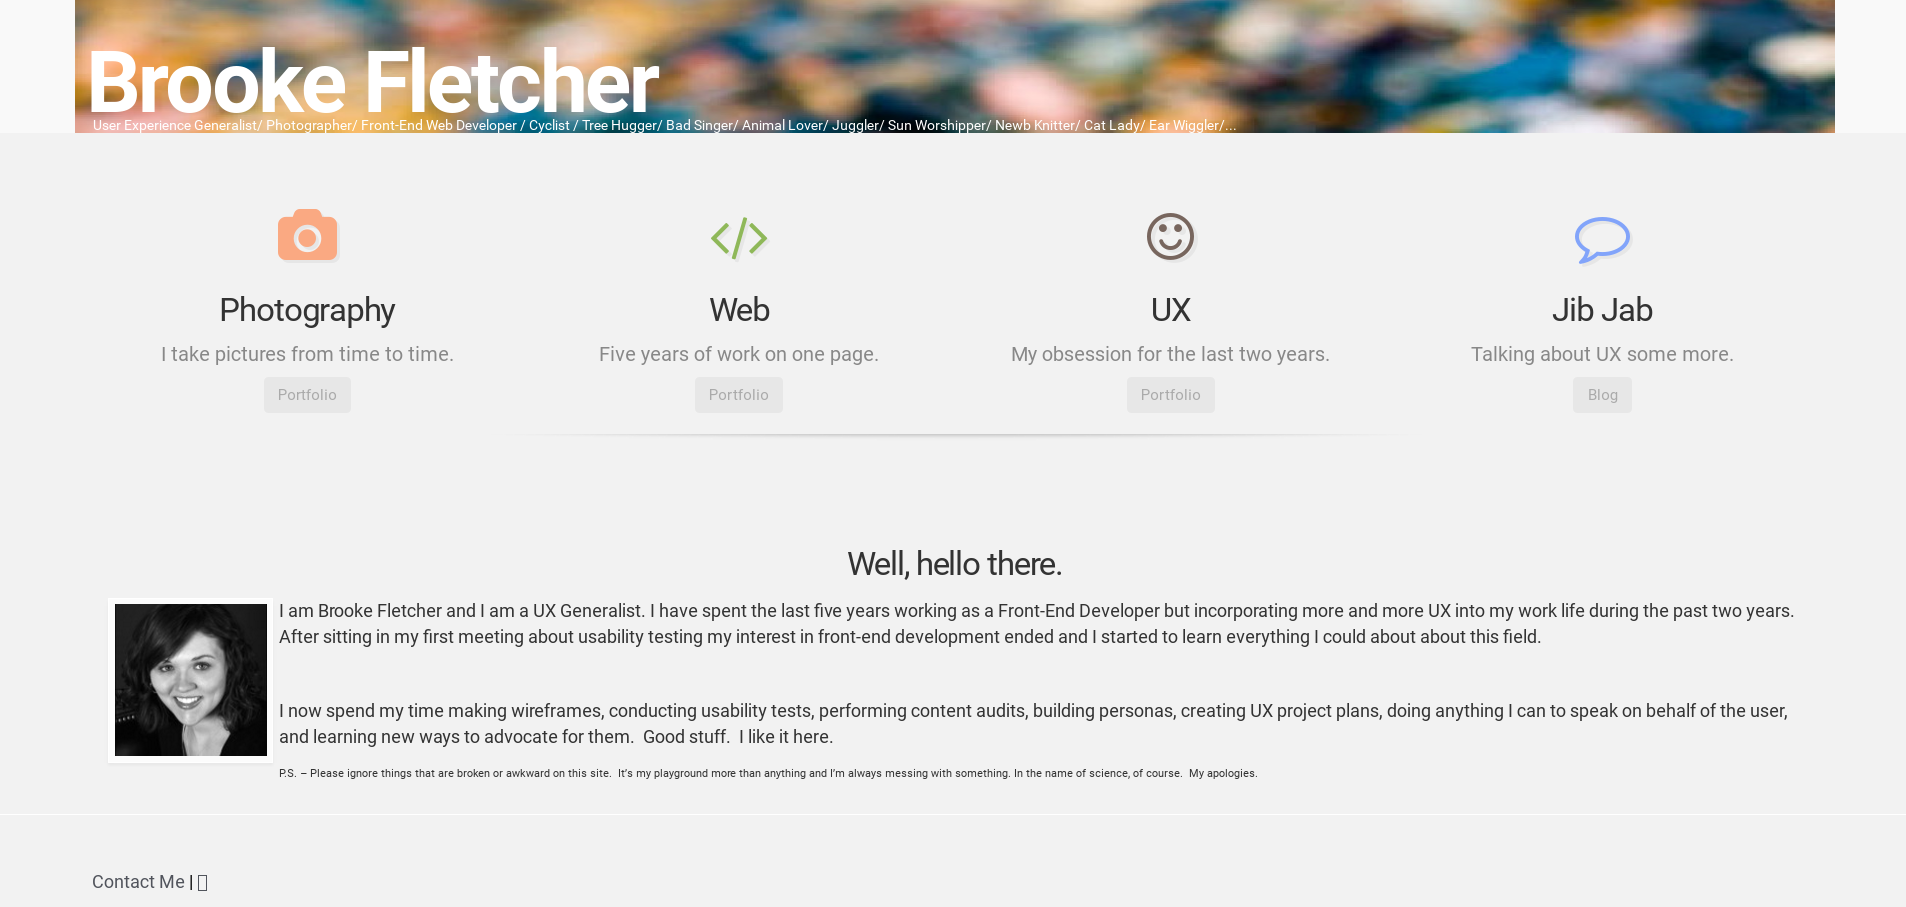 Brooke Fletcher
User Experience Generalist/ Photographer/ Front-End Web Developer / Cyclist / Tree Hugger/ Bad Singer/ Animal Lover/ Juggler/ Sun Worshipper/ Newb Knitter/ Cat Lady/ Ear Wiggler/...
Photography
I take pictures from time to time.
Portfolio
Web
Five years of work on one page.
Portfolio
UX
My obsession for the last two years.
Portfolio
Jib Jab
Talking about UX some more.
Blog
Well, hello there.
I am Brooke Fletcher and I am a UX Generalist. I have spent the last five years working as a Front-End Developer but incorporating more and more UX into my work life during the past two years.
After sitting in my first meeting about usability testing my interest in front-end development ended and I started to learn everything I could about about this field.
I now spend my time making wireframes, conducting usability tests, performing content audits, building personas, creating UX project plans, doing anything I can to speak on behalf of the user,
and learning new ways to advocate for them.  Good stuff.  I like it here.
P.S. – Please ignore things that are broken or awkward on this site.  It's my playground more than anything and I'm always messing with something. In the name of science, of course.  My apologies.
Contact Me |